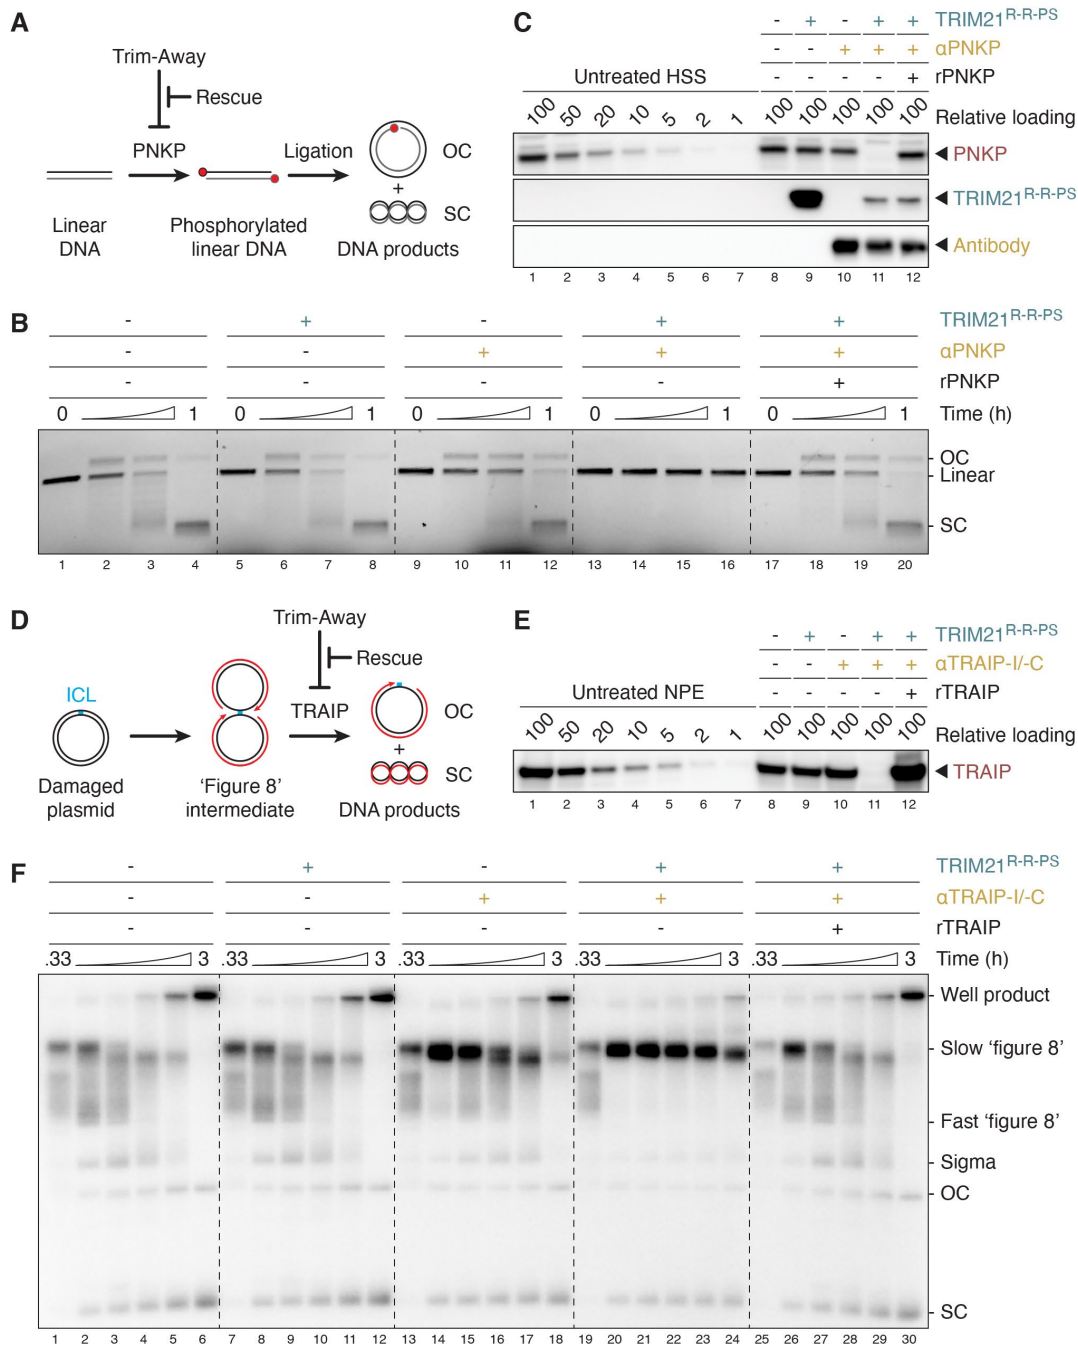 A
Trim-Away
Rescue
PNKP
Ligation
OC
+
SC
Linear
DNA
Phosphorylated
linear DNA
DNA products
C
- + - + + TRIM21R-R-PS
- - + + + αPNKP
Untreated HSS - - - - + rPNKP
100 50 20 10 5 2 1 100 100 100 100 100 Relative loading
PNKP
TRIM21R-R-PS
Antibody
1 2 3 4 5 6 7 8 9 10 11 12
B
- + - + + TRIM21R-R-PS
- - + + + αPNKP
- - - - + rPNKP
0 1 0 1 0 1 0 1 0 1 Time (h)
OC
Linear
SC
1 2 3 4 5 6 7 8 9 10 11 12 13 14 15 16 17 18 19 20
D
Trim-Away
Rescue
ICL
TRAIP
OC
+
SC
Damaged
plasmid
‘Figure 8’
intermediate
DNA products
E
- + - + + TRIM21R-R-PS
- - + + + αTRAIP-I/-C
Untreated NPE - - - - + rTRAIP
100 50 20 10 5 2 1 100 100 100 100 100 Relative loading
TRAIP
1 2 3 4 5 6 7 8 9 10 11 12
F
- + - + + TRIM21R-R-PS
- - + + + αTRAIP-I/-C
- - - - + rTRAIP
.33 3 .33 3 .33 3 .33 3 .33 3 Time (h)
Well product
Slow ‘figure 8’
Fast ‘figure 8’
Sigma
OC
SC
1 2 3 4 5 6 7 8 9 10 11 12 13 14 15 16 17 18 19 20 21 22 23 24 25 26 27 28 29 30